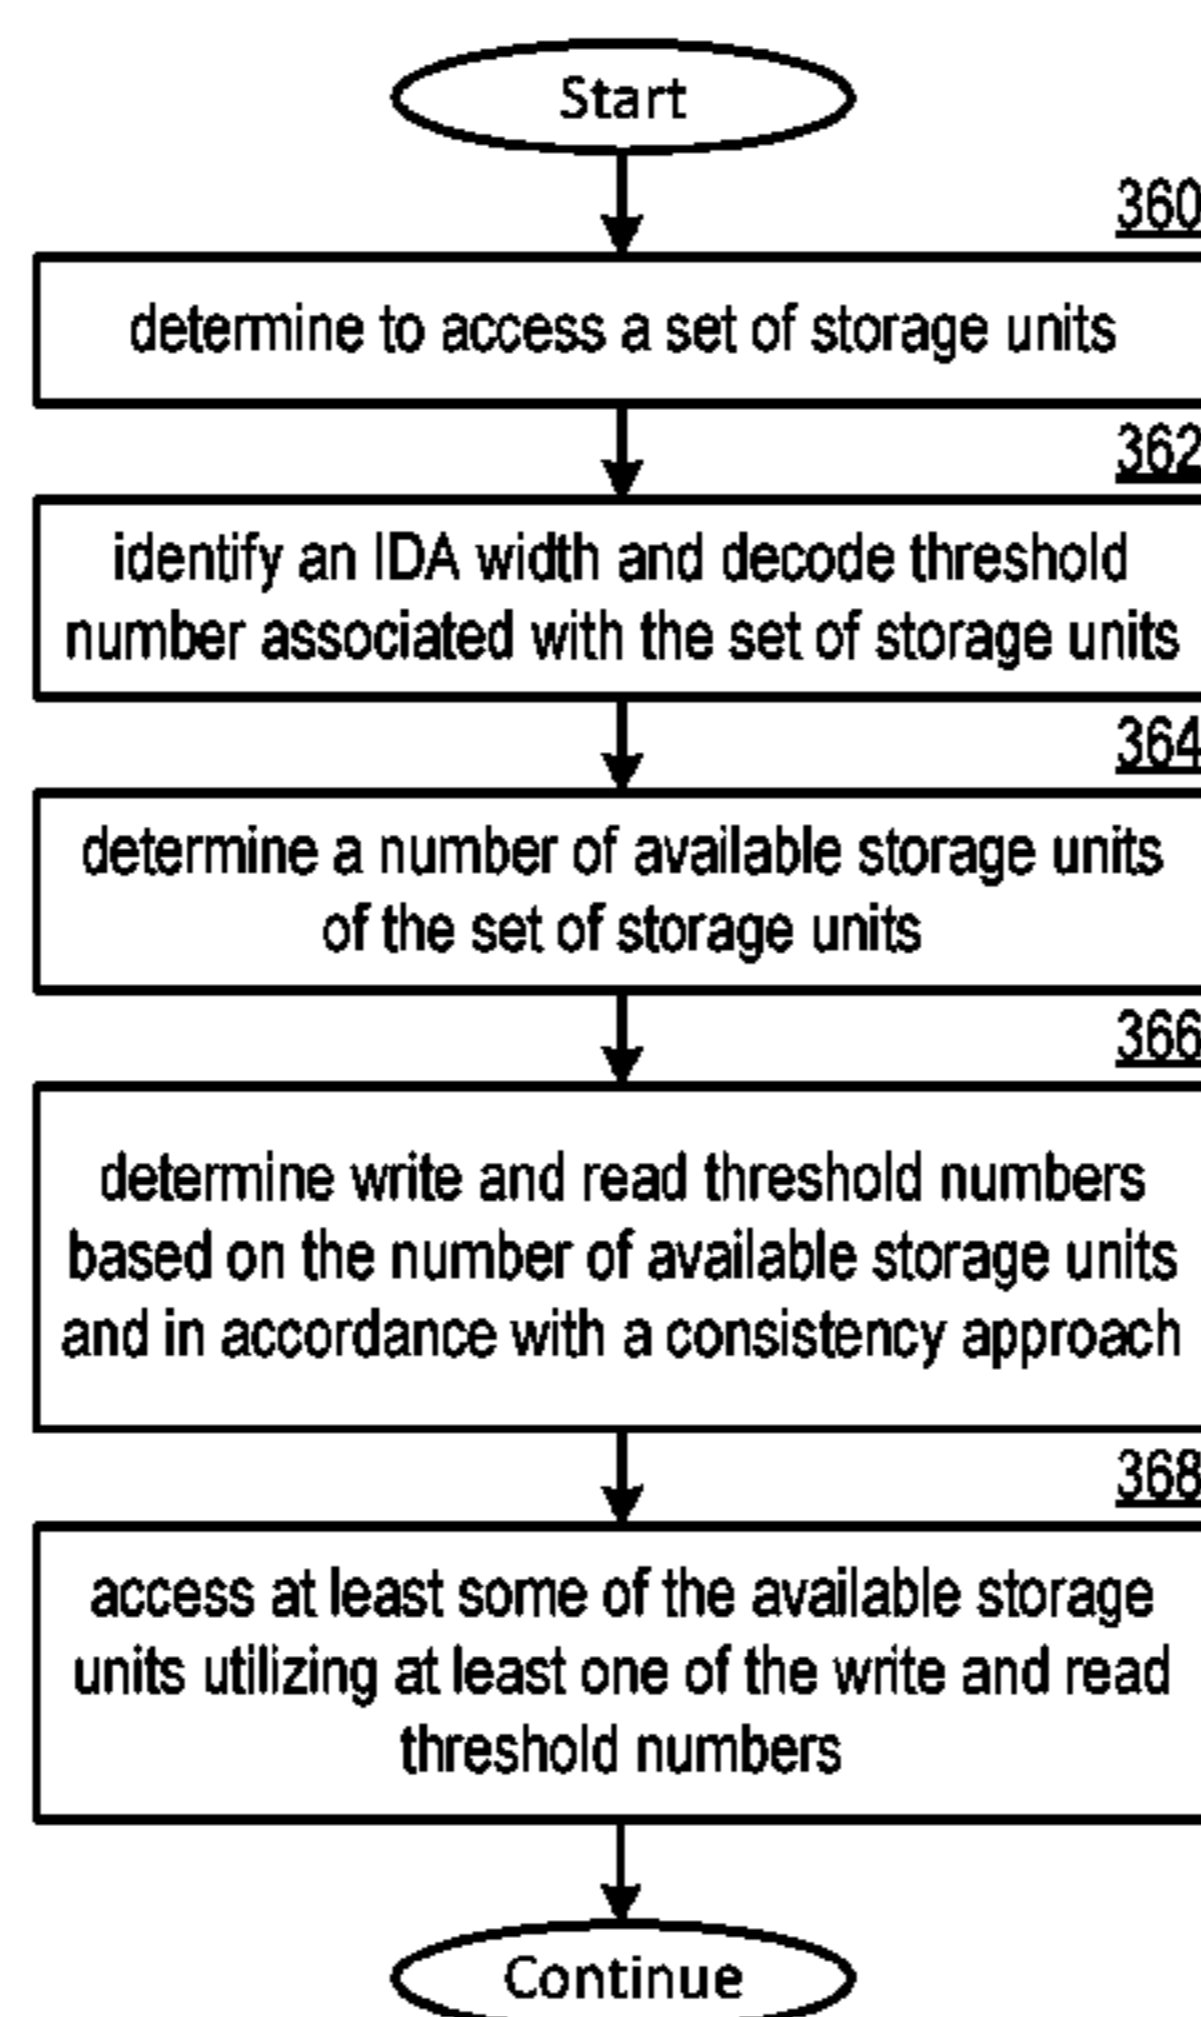 Start
360
determine to access a set of storage units
362
identify an IDA width and decode threshold
number associated with the set of storage units
364
determine a number of available storage units
of the set of storage units
366
determine write and read threshold numbers
based on the number of available storage units
and in accordance with a consistency approach
368
access at least some of the available storage
units utilizing at least one of the write and read
threshold numbers
Continue